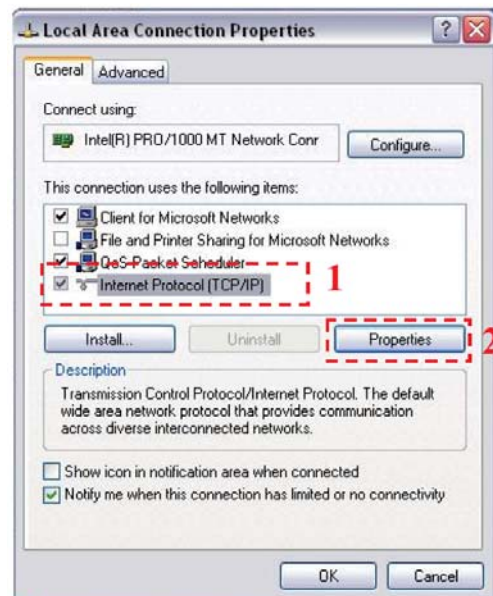 Local Area Connection Properties
General Advanced
Connect using:
Intel(R) PRO/1000 MT Network Conr
Configure...
This connection uses the following items:
Client for Microsoft Networks
File and Printer Sharing for Microsoft Networks
QoS Packet Scheduler
Internet Protocol (TCP/IP) 1
Install... Uninstall Properties 2
Description
Transmission Control Protocol/Internet Protocol. The default
wide area network protocol that provides communication
across diverse interconnected networks.
Show icon in notification area when connected
Notify me when this connection has limited or no connectivity
OK Cancel